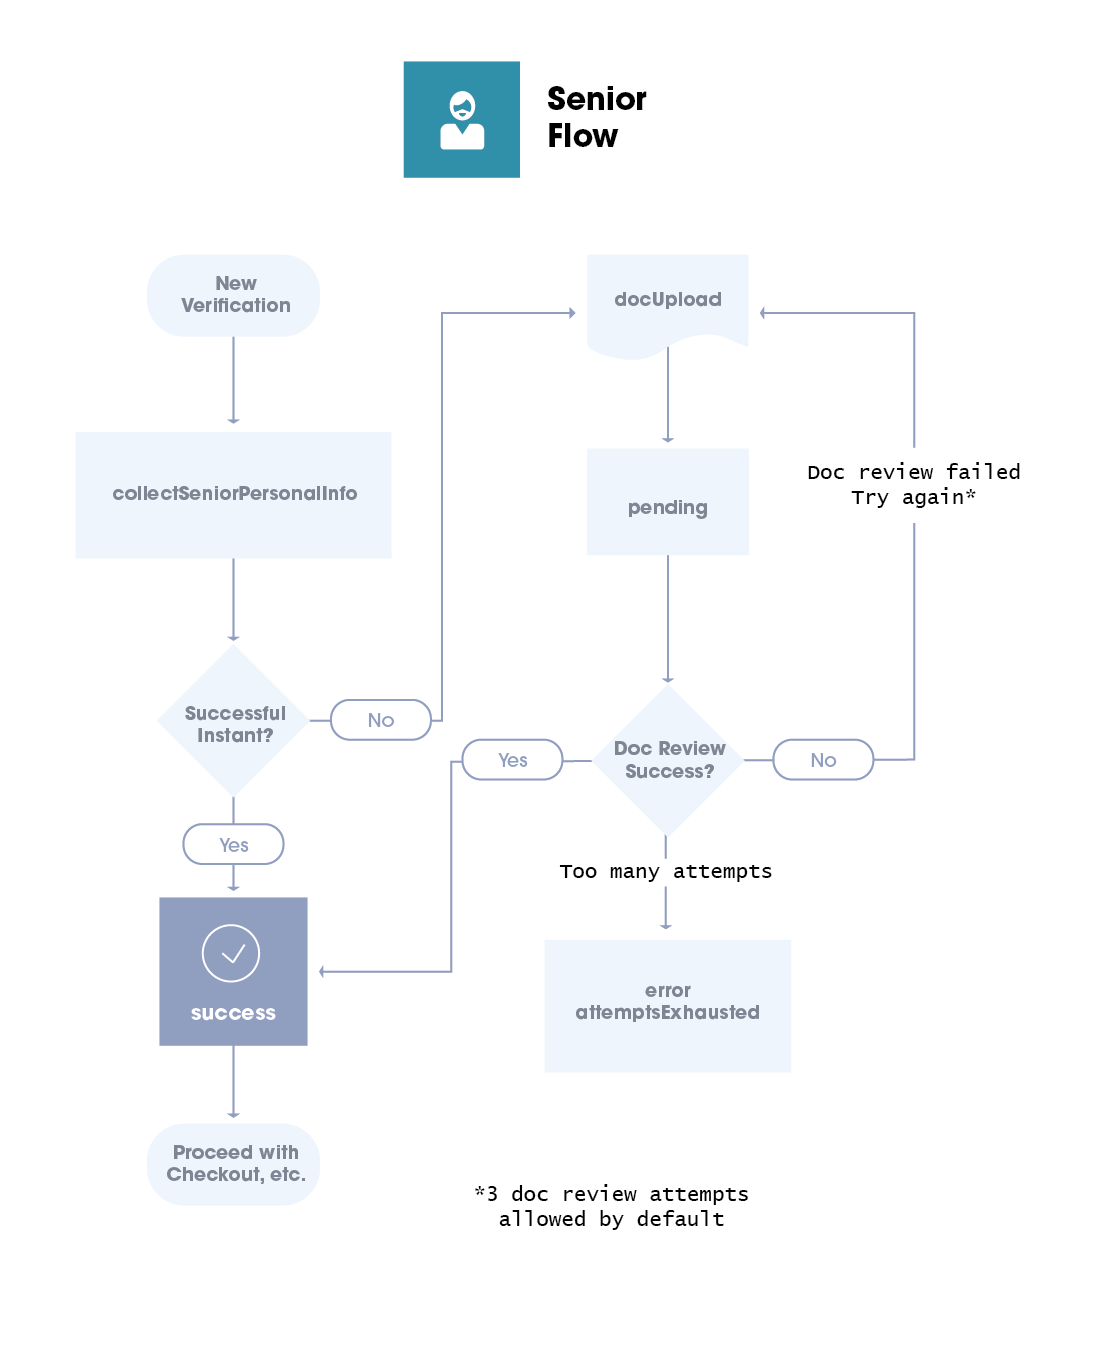 Senior
Flow
New
Verification
collectSeniorPersonalInfo
Successful
Instant?
No
Yes
success
Proceed with
Checkout, etc.
docUpload
pending
Doc Review
Success?
Yes
No
Doc review failed
Try again*
Too many attempts
error
attemptsExhausted
*3 doc review attempts
allowed by default